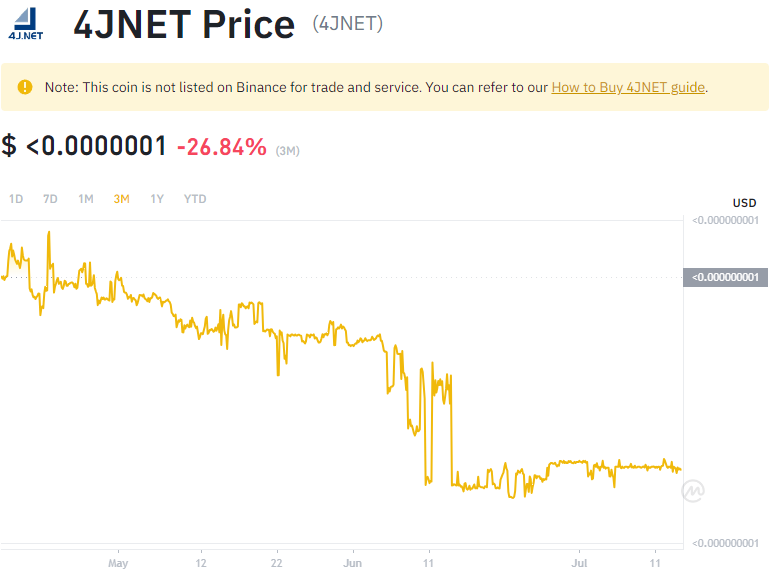 4J.NET
4JNET Price (4JNET)
Note: This coin is not listed on Binance for trade and service. You can refer to our How to Buy 4JNET guide.
$ <0.0000001 -26.84% (3M)
1D 7D 1M 3M 1Y YTD
USD
<0.000000001
<0.000000001
<0.000000001
May 12 22 Jun 11 Jul 11